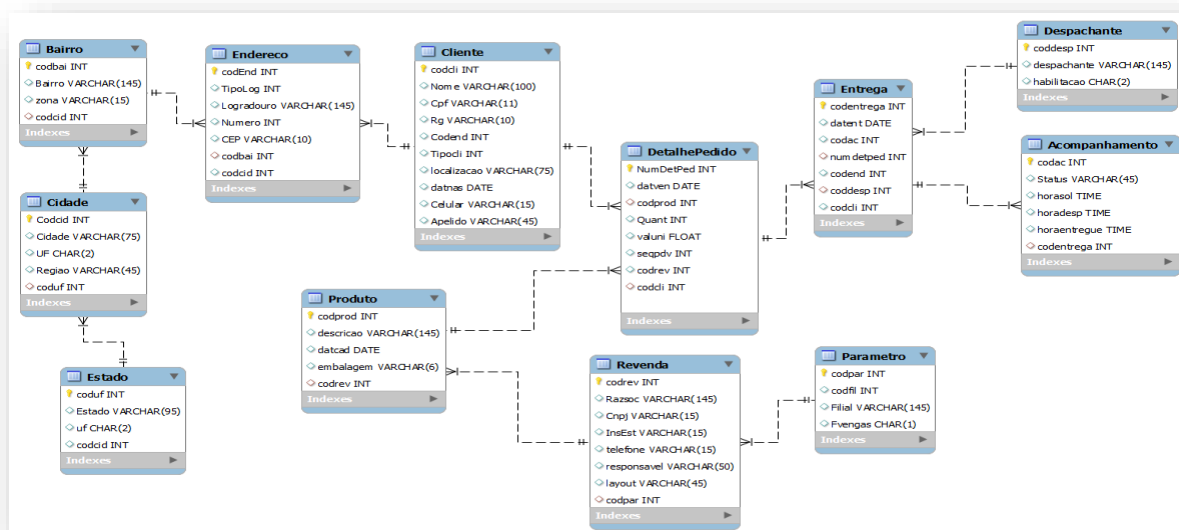 Bairro
codbai INT
Bairro VARCHAR(145)
zona VARCHAR(15)
codcid INT
Indexes
Endereco
codEnd INT
TipoLog INT
Logradouro VARCHAR(145)
Numero INT
CEP VARCHAR(10)
codbai INT
codcid INT
Indexes
Cliente
codcli INT
Nome VARCHAR(100)
Cpf VARCHAR(11)
Rg VARCHAR(10)
Codend INT
Tipocli INT
localizacao VARCHAR(75)
datnas DATE
Celular VARCHAR(15)
Apelido VARCHAR(45)
Indexes
DetalhePedido
NumDetPed INT
datven DATE
codprod INT
Quant INT
valuni FLOAT
seqpdv INT
codrev INT
codcli INT
Indexes
Entrega
codentrega INT
datent DATE
codac INT
numdetped INT
codend INT
coddesp INT
codcli INT
Indexes
Despachante
coddesp INT
despachante VARCHAR(145)
habilitacao CHAR(2)
Indexes
Acompanhamento
codac INT
Status VARCHAR(45)
horasol TIME
horadesp TIME
horaentregue TIME
codentrega INT
Indexes
Cidade
Codcid INT
Cidade VARCHAR(75)
UF CHAR(2)
Regiao VARCHAR(45)
coduf INT
Indexes
Estado
coduf INT
Estado VARCHAR(95)
uf CHAR(2)
codcid INT
Indexes
Produto
codprod INT
descricao VARCHAR(145)
datcad DATE
embalagem VARCHAR(6)
codrev INT
Indexes
Revenda
codrev INT
Razsoc VARCHAR(145)
Cnpj VARCHAR(15)
InsEst VARCHAR(15)
telefone VARCHAR(15)
responsavel VARCHAR(50)
layout VARCHAR(45)
codpar INT
Indexes
Parametro
codpar INT
codfil INT
Filial VARCHAR(145)
Fvengas CHAR(1)
Indexes